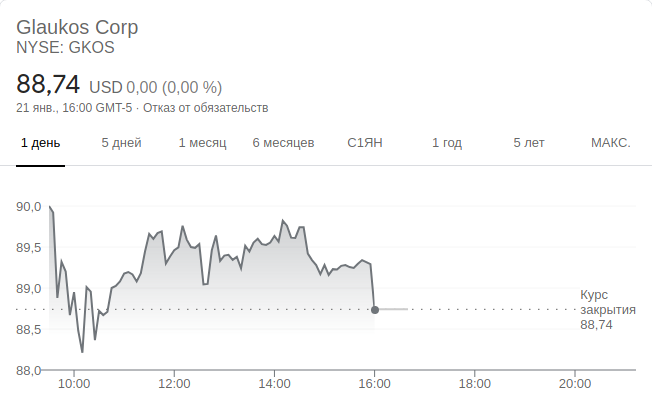 Glaukos Corp
NYSE: GKOS
88,74 USD 0,00 (0,00 %)
21 янв., 16:00 GMT-5 · Отказ от обязательств
1 день 5 дней 1 месяц 6 месяцев С1ЯН 1 год 5 лет МАКС.
90,0
89,5
89,0
88,5
88,0
Курс
закрытия
88,74
10:00 12:00 14:00 16:00 18:00 20:00